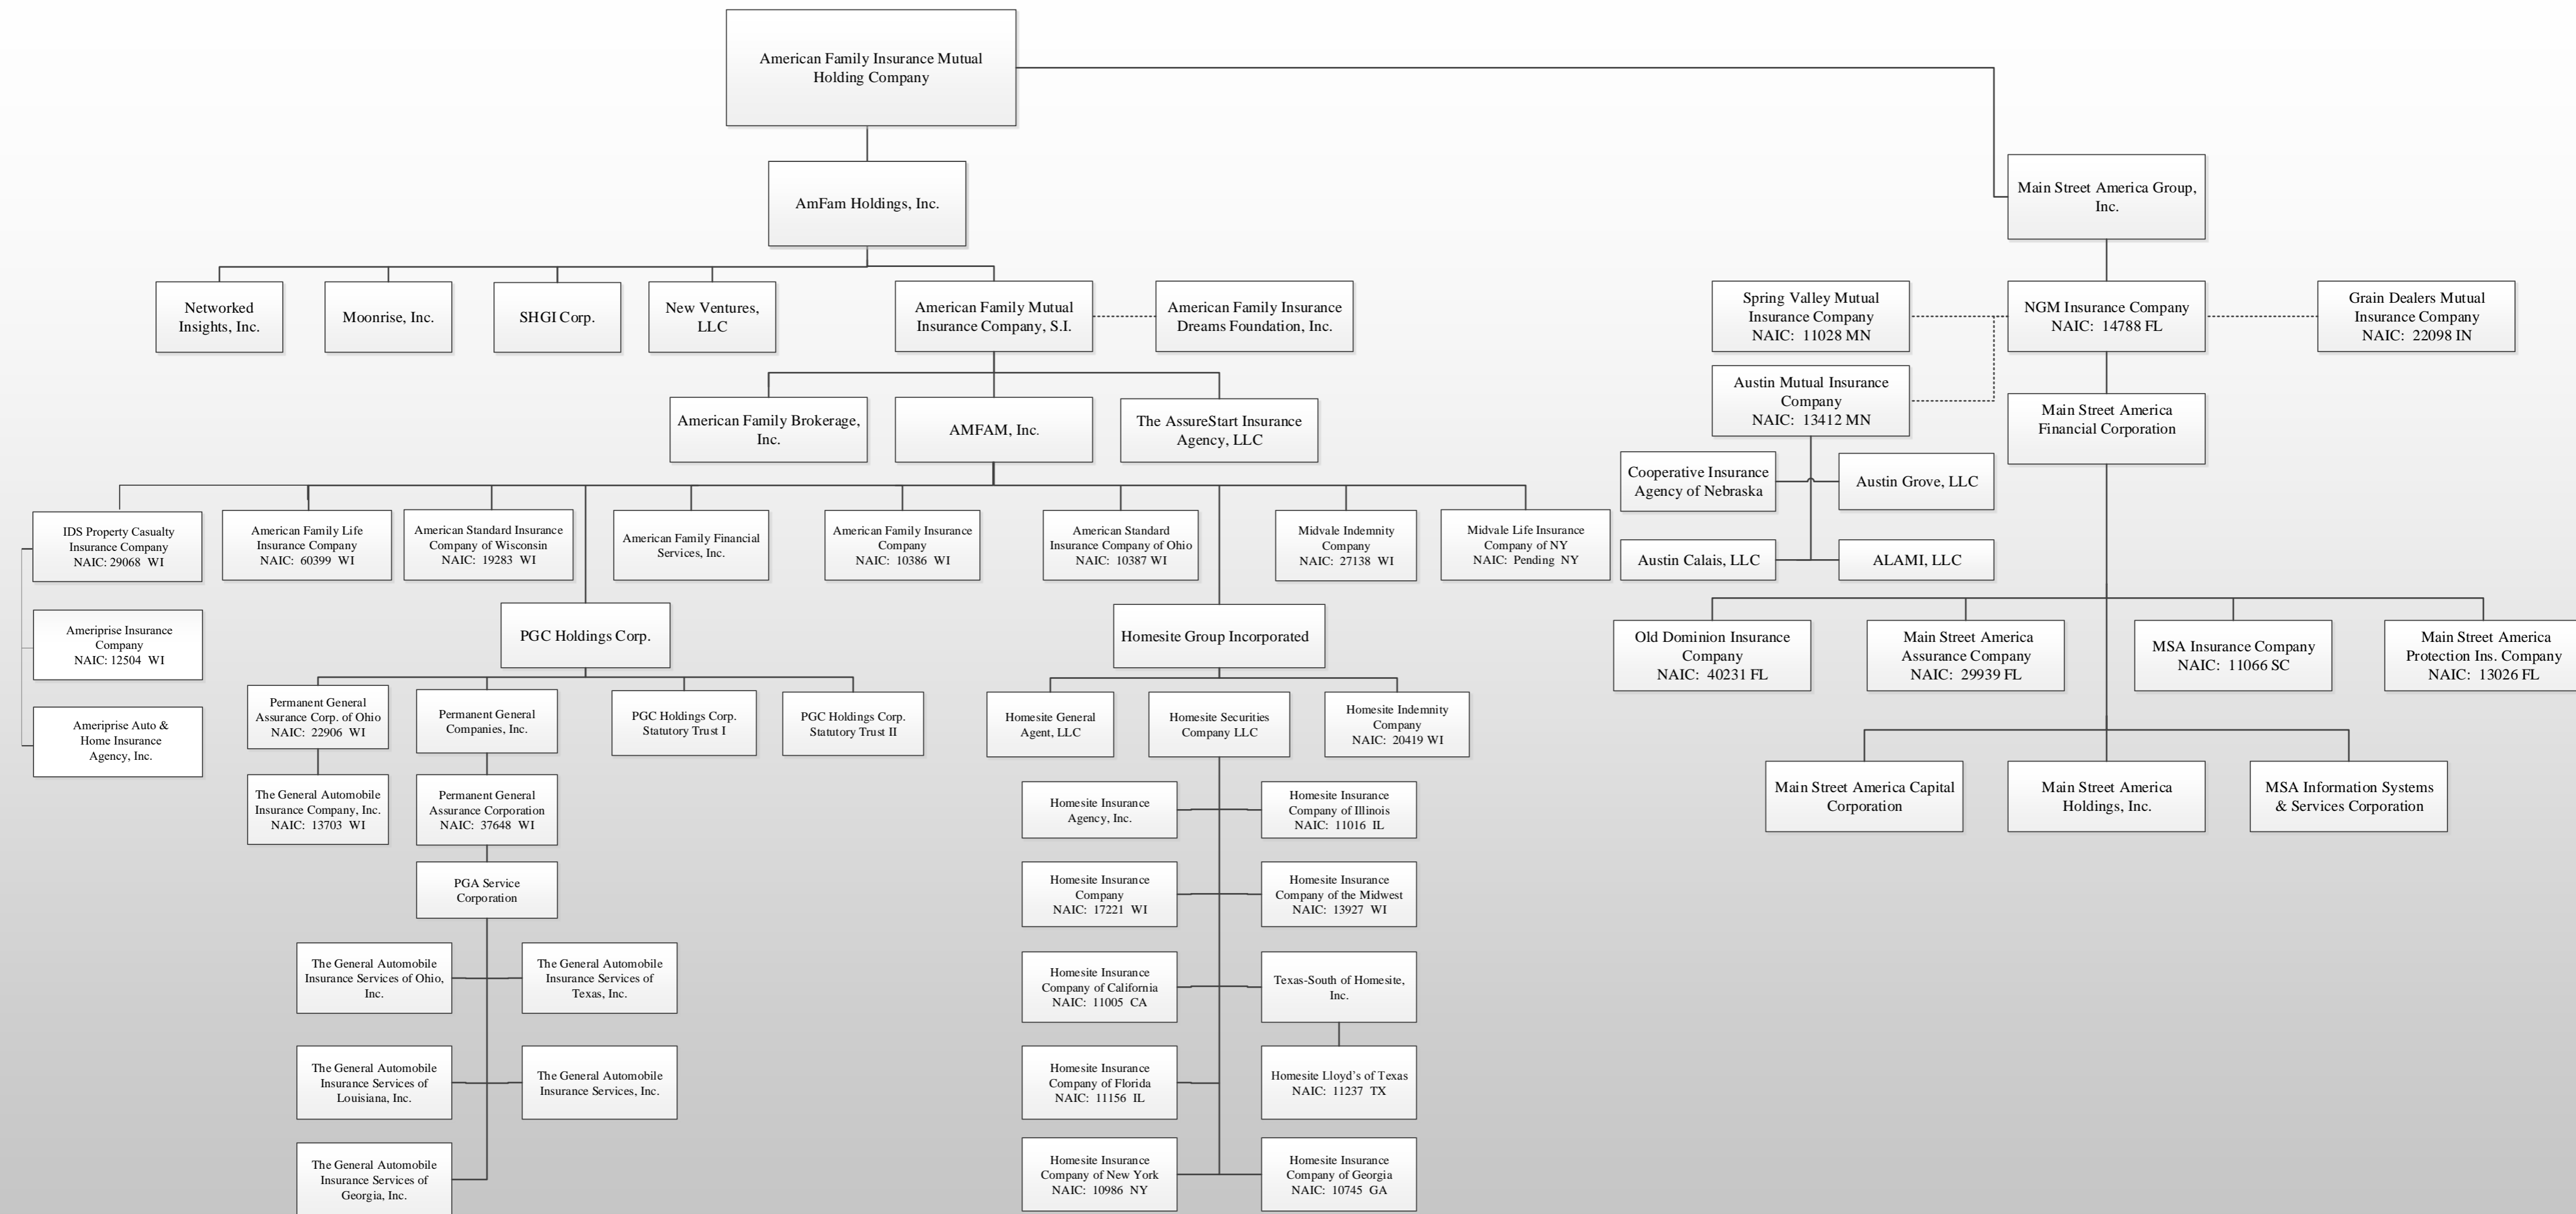 American Family Insurance Mutual
Holding Company
AmFam Holdings, Inc.
Main Street America Group,
Inc.
Networked
Insights, Inc.
Moonrise, Inc.
SHGI Corp.
New Ventures,
LLC
American Family Mutual
Insurance Company, S.I.
American Family Insurance
Dreams Foundation, Inc.
Spring Valley Mutual
Insurance Company
NAIC: 11028 MN
NGM Insurance Company
NAIC: 14788 FL
Grain Dealers Mutual
Insurance Company
NAIC: 22098 IN
American Family Brokerage,
Inc.
AMFAM, Inc.
The AssureStart Insurance
Agency, LLC
Austin Mutual Insurance
Company
NAIC: 13412 MN
Main Street America
Financial Corporation
Cooperative Insurance
Agency of Nebraska
Austin Grove, LLC
Austin Calais, LLC
ALAMI, LLC
IDS Property Casualty
Insurance Company
NAIC: 29068 WI
American Family Life
Insurance Company
NAIC: 60399 WI
American Standard Insurance
Company of Wisconsin
NAIC: 19283 WI
American Family Financial
Services, Inc.
American Family Insurance
Company
NAIC: 10386 WI
American Standard
Insurance Company of Ohio
NAIC: 10387 WI
Midvale Indemnity
Company
NAIC: 27138 WI
Midvale Life Insurance
Company of NY
NAIC: Pending NY
Ameriprise Insurance
Company
NAIC: 12504 WI
Ameriprise Auto &
Home Insurance
Agency, Inc.
PGC Holdings Corp.
Homesite Group Incorporated
Old Dominion Insurance
Company
NAIC: 40231 FL
Main Street America
Assurance Company
NAIC: 29939 FL
MSA Insurance Company
NAIC: 11066 SC
Main Street America
Protection Ins. Company
NAIC: 13026 FL
Permanent General
Assurance Corp. of Ohio
NAIC: 22906 WI
Permanent General
Companies, Inc.
PGC Holdings Corp.
Statutory Trust I
PGC Holdings Corp.
Statutory Trust II
Homesite General
Agent, LLC
Homesite Securities
Company LLC
Homesite Indemnity
Company
NAIC: 20419 WI
The General Automobile
Insurance Company, Inc.
NAIC: 13703 WI
Permanent General
Assurance Corporation
NAIC: 37648 WI
Homesite Insurance
Agency, Inc.
Homesite Insurance
Company of Illinois
NAIC: 11016 IL
Main Street America Capital
Corporation
Main Street America
Holdings, Inc.
MSA Information Systems
& Services Corporation
PGA Service
Corporation
Homesite Insurance
Company
NAIC: 17221 WI
Homesite Insurance
Company of the Midwest
NAIC: 13927 WI
The General Automobile
Insurance Services of Ohio,
Inc.
The General Automobile
Insurance Services of
Texas, Inc.
Homesite Insurance
Company of California
NAIC: 11005 CA
Texas-South of Homesite,
Inc.
The General Automobile
Insurance Services of
Louisiana, Inc.
The General Automobile
Insurance Services, Inc.
Homesite Insurance
Company of Florida
NAIC: 11156 IL
Homesite Lloyd's of Texas
NAIC: 11237 TX
The General Automobile
Insurance Services of
Georgia, Inc.
Homesite Insurance
Company of New York
NAIC: 10986 NY
Homesite Insurance
Company of Georgia
NAIC: 10745 GA